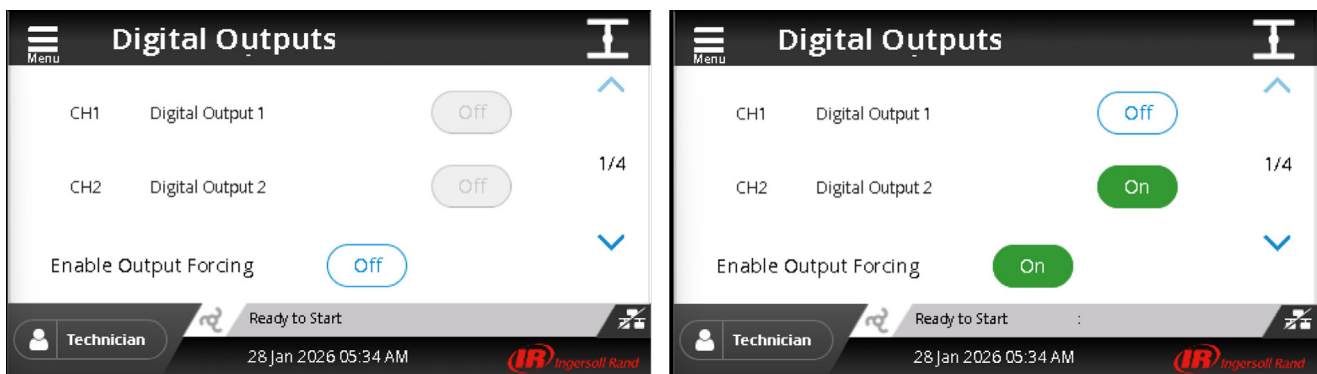 Digital Outputs
Menu
CH1 Digital Output 1 Off
1/4
CH2 Digital Output 2 Off
Enable Output Forcing Off
Technician
Ready to Start
28 Jan 2026 05:34 AM
IR Ingersoll Rand
Digital Outputs
Menu
CH1 Digital Output 1 Off
1/4
CH2 Digital Output 2 On
Enable Output Forcing On
Technician
Ready to Start :
28 Jan 2026 05:34 AM
IR Ingersoll Rand